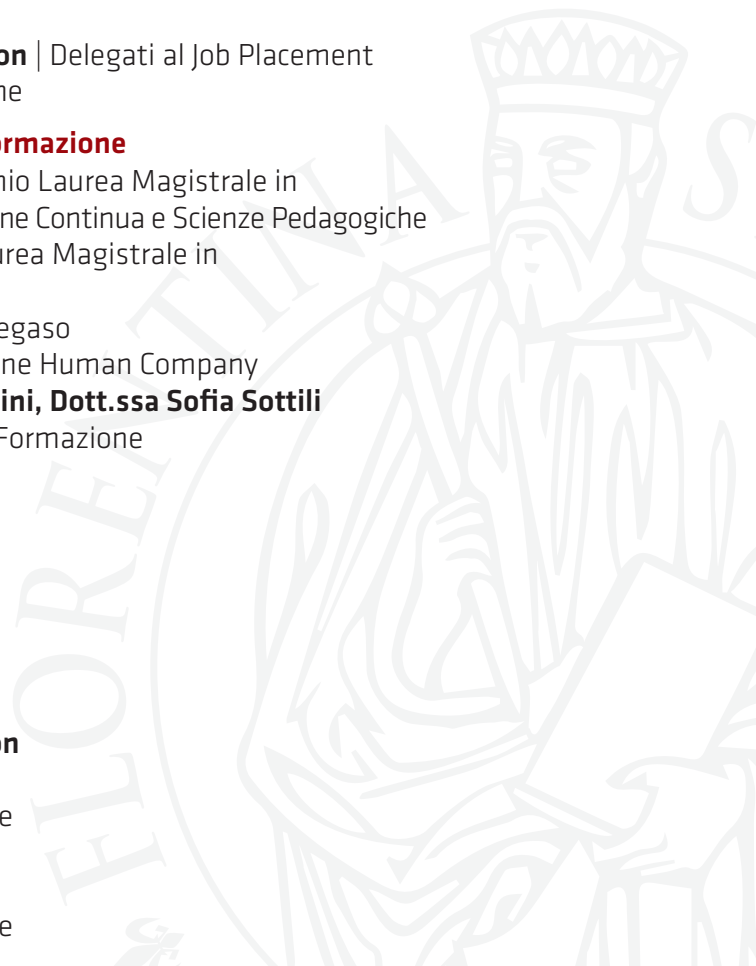 on | Delegati al Job Placement
ne
ormazione
nio Laurea Magistrale in
ne Continua e Scienze Pedagogiche
urea Magistrale in
egaso
ne Human Company
ini, Dott.ssa Sofia Sottili
Formazione
on
e
e
FLORENTINA S